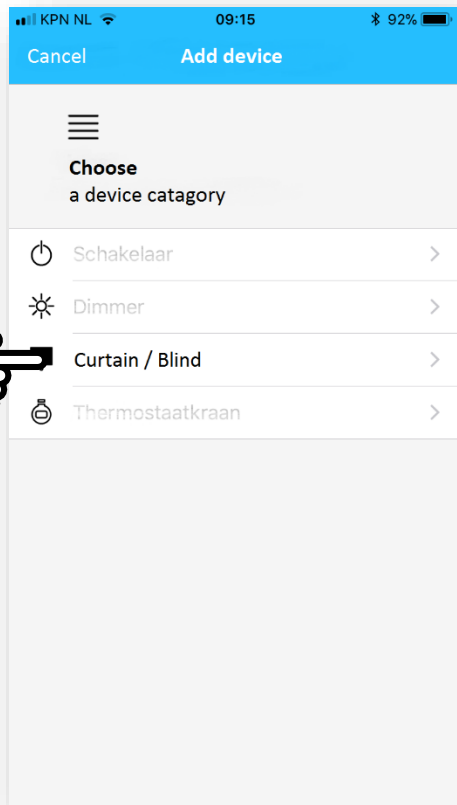 KPN NL 09:15 92%
Cancel Add device
Choose
a device catagory
Schakelaar
Dimmer
Curtain / Blind
Thermostaatkraan